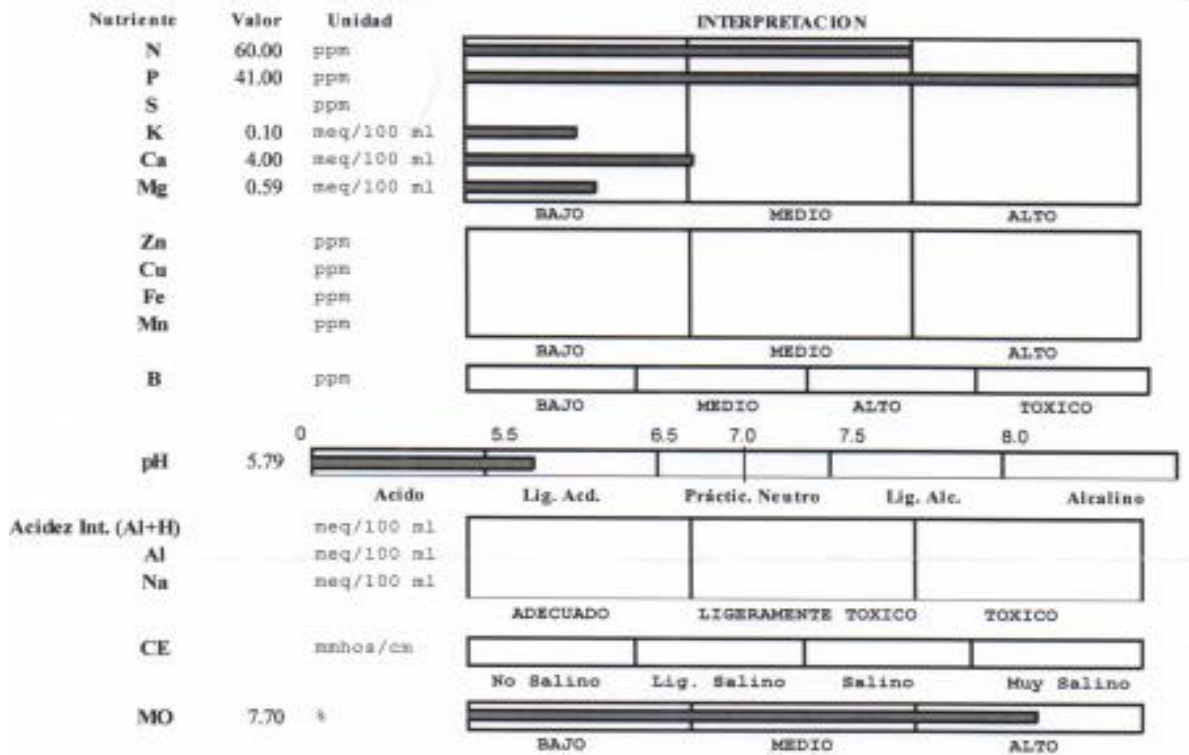 Nutriente Valor Unidad INTERPRETACION
N 60.00 ppm
P 41.00 ppm
S ppm
K 0.10 meq/100 ml
Ca 4.00 meq/100 ml
Mg 0.59 meq/100 ml
BAJO MEDIO ALTO
Zn ppm
Cu ppm
Fe ppm
Mn ppm
BAJO MEDIO ALTO
B ppm
BAJO MEDIO ALTO TOXICO
0 5.5 6.5 7.0 7.5 8.0
pH 5.79
Acido Lig. Acd. Práctic. Neutro Lig. Alc. Alcalino
Acidez Int. (Al+H) meq/100 ml
Al meq/100 ml
Na meq/100 ml
ADECUADO LIGERAMENTE TOXICO TOXICO
CE mmhos/cm
No Salino Lig. Salino Salino Muy Salino
MO 7.70 %
BAJO MEDIO ALTO